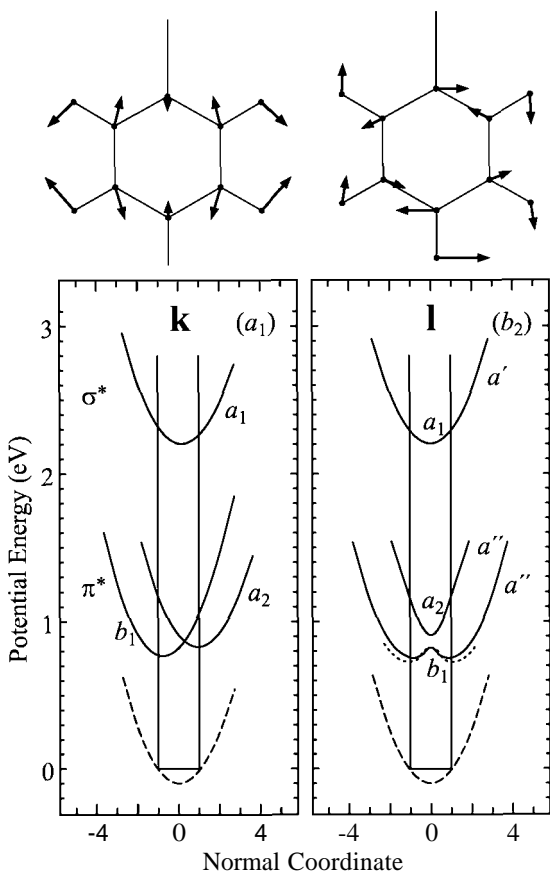 k (a₁)
l (b₂)
3
2
1
0
Potential Energy (eV)
σ*
a₁
π*
b₁
a₂
a′
a₁
a″
a₂
a″
b₁
-4 0 4
-4 0 4
Normal Coordinate